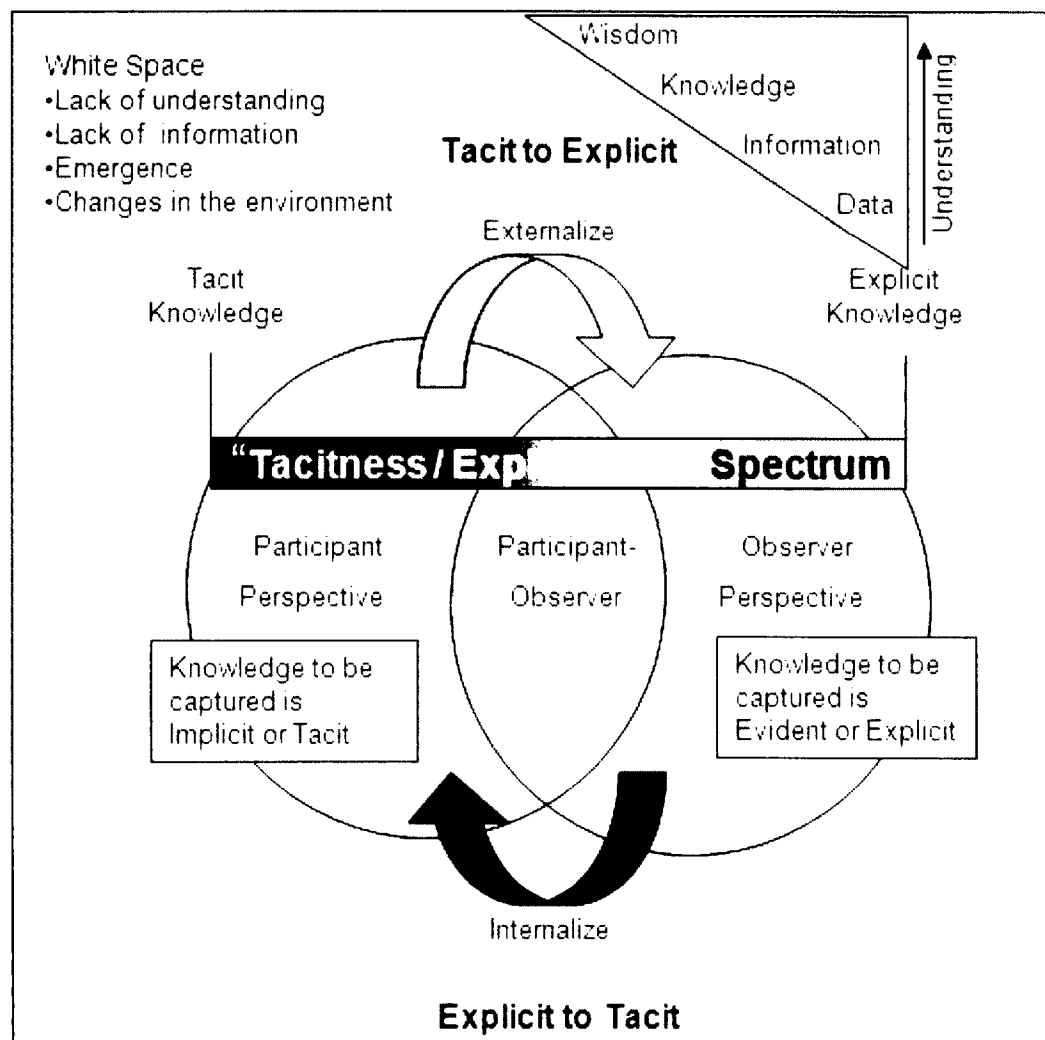 White Space
•Lack of understanding
•Lack of information
•Emergence
•Changes in the environment
Wisdom
Knowledge
Information
Data
Understanding
Tacit to Explicit
Externalize
Tacit
Knowledge
Explicit
Knowledge
“Tacitness / Exp Spectrum
Participant
Perspective
Participant-
Observer
Observer
Perspective
Knowledge to be
captured is
Implicit or Tacit
Knowledge to be
captured is
Evident or Explicit
Internalize
Explicit to Tacit